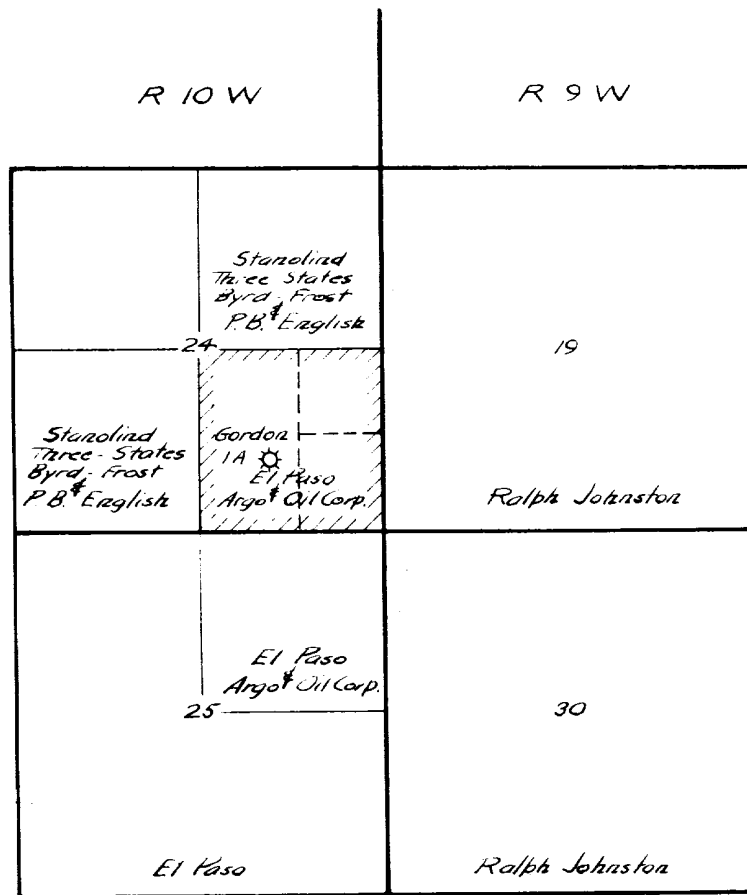 R 10 W
R 9 W
Stanolind
Three States
Byrd-Frost
&
P.B. English
24
19
Stanolind
Three-States
Byrd-Frost
&
P.B. English
Gordon
1A
El Paso
&
Argo Oil Corp.
Ralph Johnston
El Paso
&
Argo Oil Corp.
25
30
El Paso
Ralph Johnston